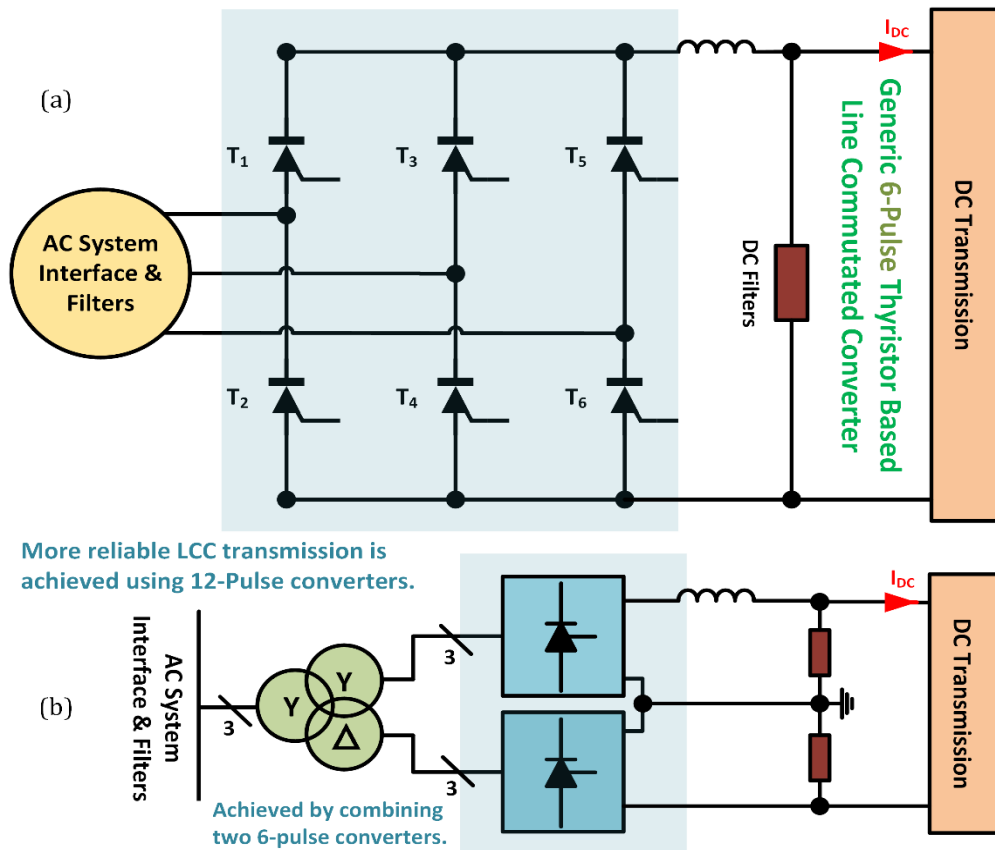 (a)
T₁
T₃
T₅
AC System
Interface &
Filters
T₂
T₄
T₆
DC Filters
I_DC
Generic 6-Pulse Thyristor Based
Line Commutated Converter
DC Transmission
More reliable LCC transmission is
achieved using 12-Pulse converters.
(b)
AC System
Interface & Filters
3
Y
Y
Δ
3
3
I_DC
DC Transmission
Achieved by combining
two 6-pulse converters.